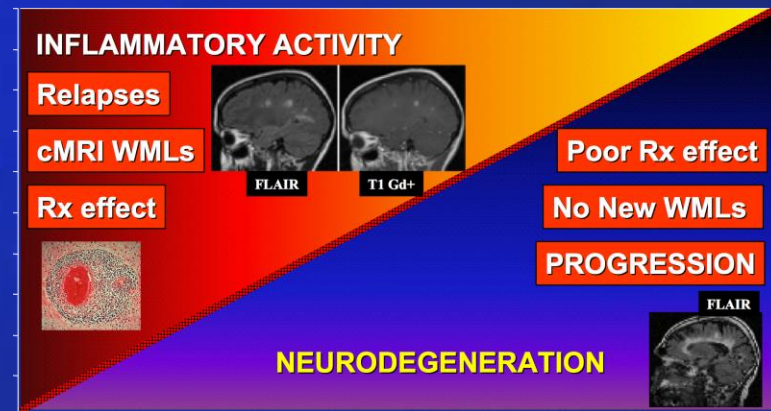 INFLAMMATORY ACTIVITY
Relapses
cMRI WMLs
Rx effect
FLAIR
T1 Gd+
Poor Rx effect
No New WMLs
PROGRESSION
FLAIR
NEURODEGENERATION